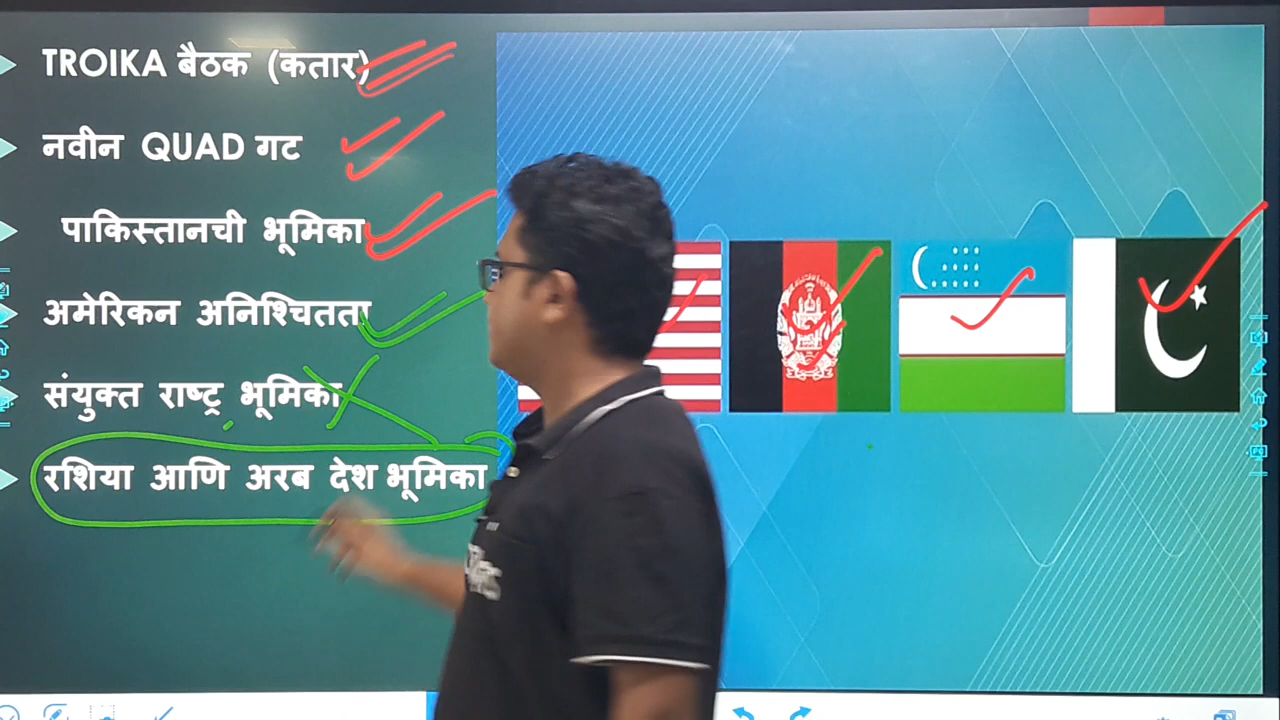 TROIKA बैठक (कतार)
नवीन QUAD गट
पाकिस्तानची भूमिका
अमेरिकन अनिश्चितता
संयुक्त राष्ट्र भूमिका
रशिया आणि अरब देश भूमिका